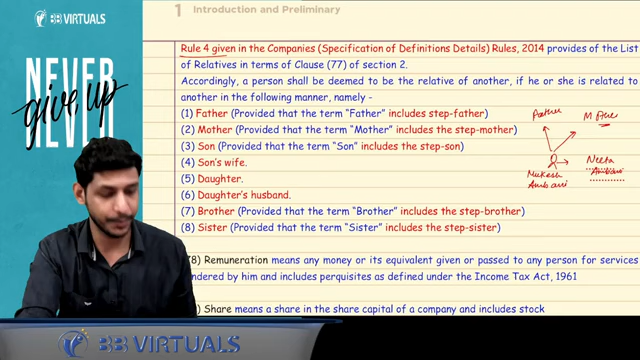 BB VIRTUALS
1 Introduction and Preliminary
NEVER
give up
NEVER
Rule 4 given in the Companies (Specification of Definitions Details) Rules, 2014 provides of the List
of Relatives in terms of Clause (77) of section 2.
Accordingly, a person shall be deemed to be the relative of another, if he or she is related to
another in the following manner, namely -
(1) Father (Provided that the term "Father" includes step-father)
(2) Mother (Provided that the term "Mother" includes the step-mother)
(3) Son (Provided that the term "Son" includes the step-son)
(4) Son's wife.
(5) Daughter.
(6) Daughter's husband.
(7) Brother (Provided that the term "Brother" includes the step-brother)
(8) Sister (Provided that the term "Sister" includes the step-sister)
Father
Mother
Neeta
Ambani
Mukesh
Ambani
78) Remuneration means any money or its equivalent given or passed to any person for services
ndered by him and includes perquisites as defined under the Income Tax Act, 1961
) Share means a share in the share capital of a company and includes stock
BB VIRTUALS